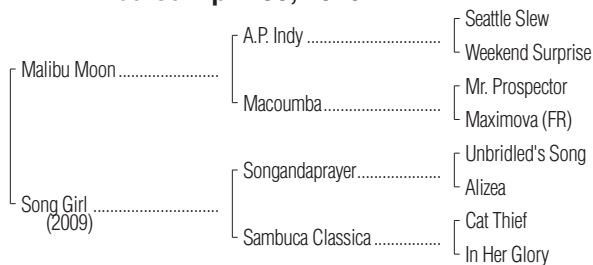 Seattle Slew
A.P. Indy
Weekend Surprise
Malibu Moon
Mr. Prospector
Macoumba
Maximova (FR)
Unbridled's Song
Songandaprayer
Alizea
Song Girl
(2009)
Cat Thief
Sambuca Classica
In Her Glory